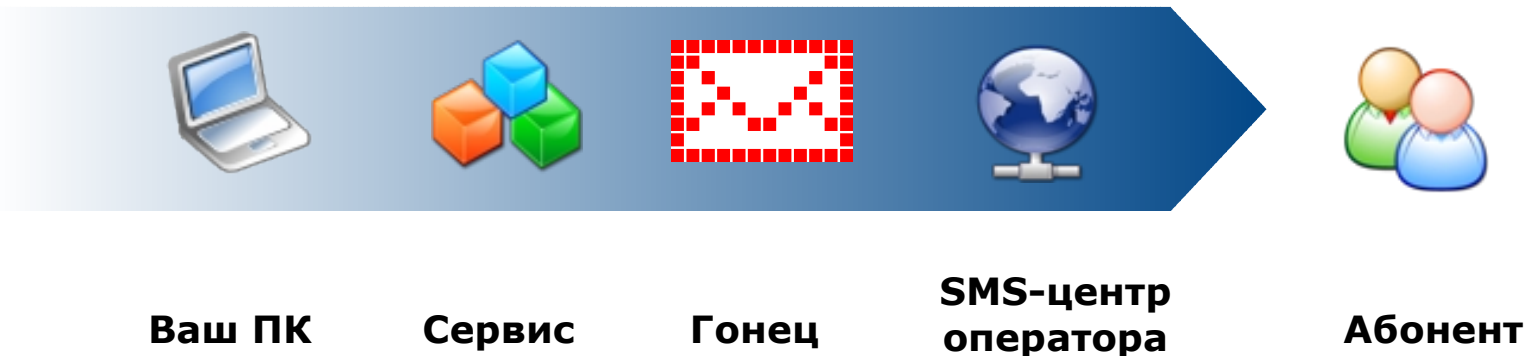 Ваш ПК
Сервис
Гонец
SMS-центр
оператора
Абонент